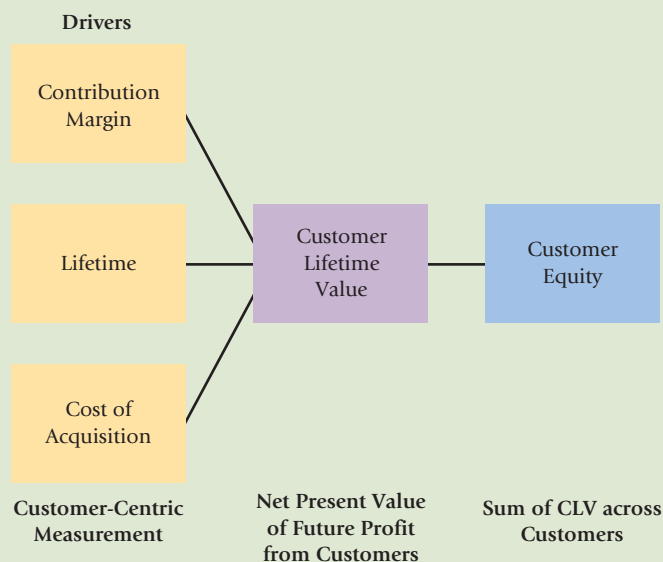 Drivers
Contribution
Margin
Lifetime
Cost of
Acquisition
Customer
Lifetime
Value
Customer
Equity
Customer-Centric
Measurement
Net Present Value
of Future Profit
from Customers
Sum of CLV across
Customers